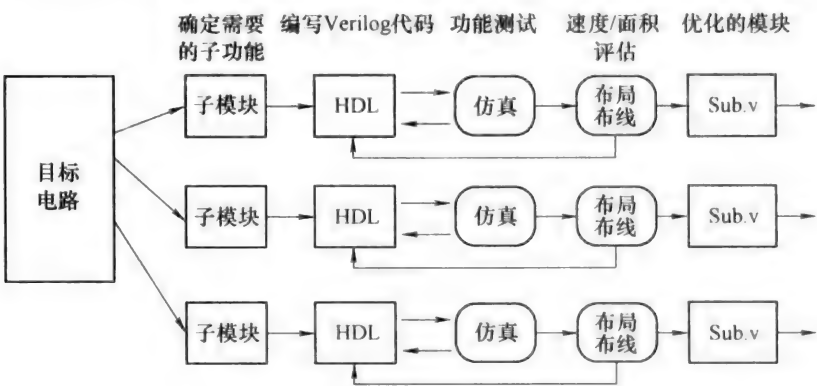 确定需要 编写Verilog代码 功能测试 速度/面积 优化的模块
的子功能 评估
目标
电路
子模块 HDL 仿真 布局
布线 Sub.v
子模块 HDL 仿真 布局
布线 Sub.v
子模块 HDL 仿真 布局
布线 Sub.v